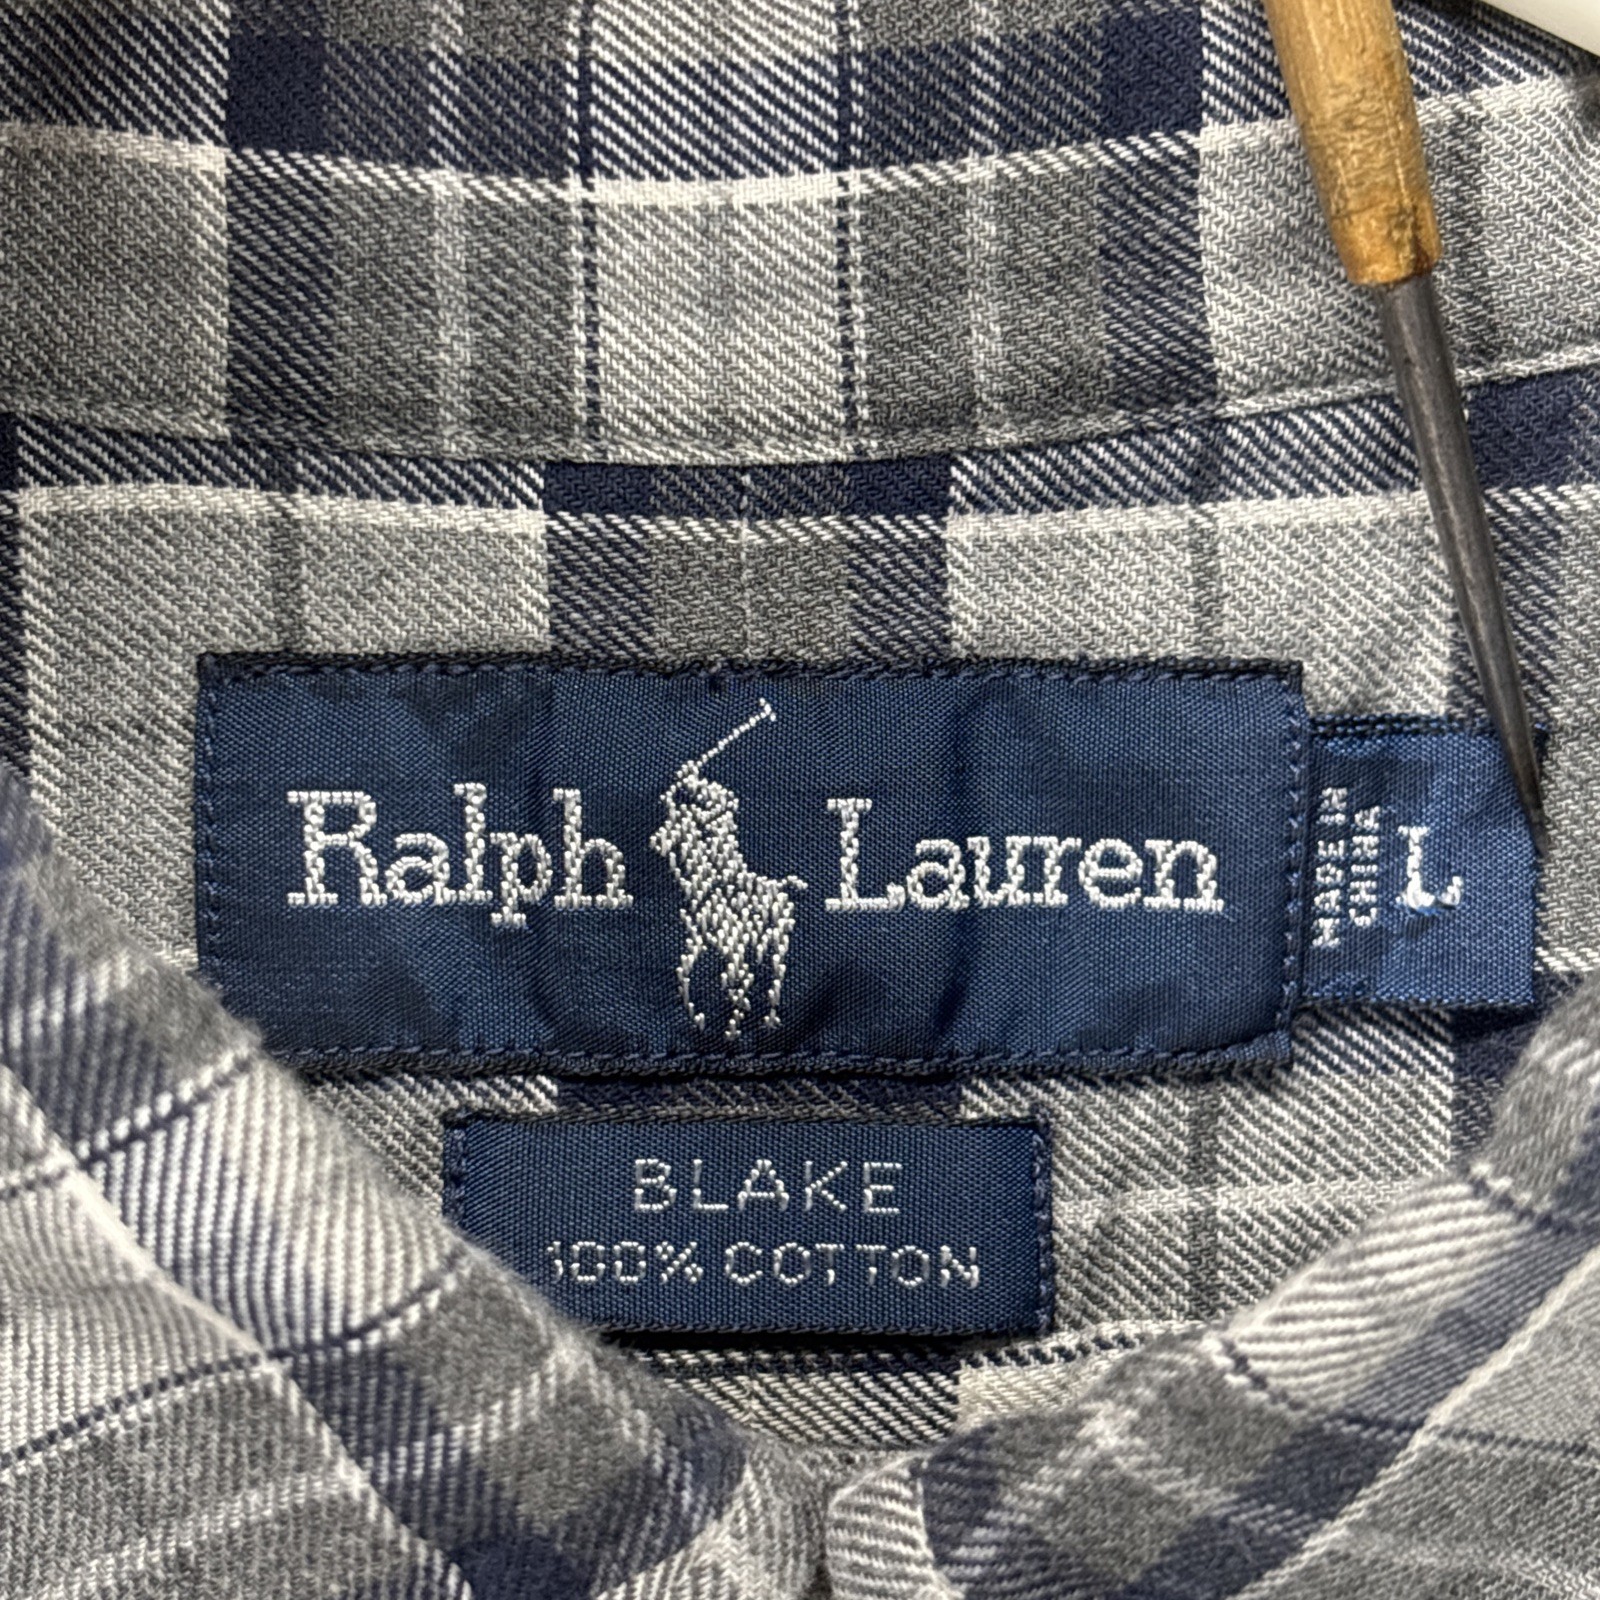 Ralph Lauren
MADE IN
CHINA
L
BLAKE
100% COTTON